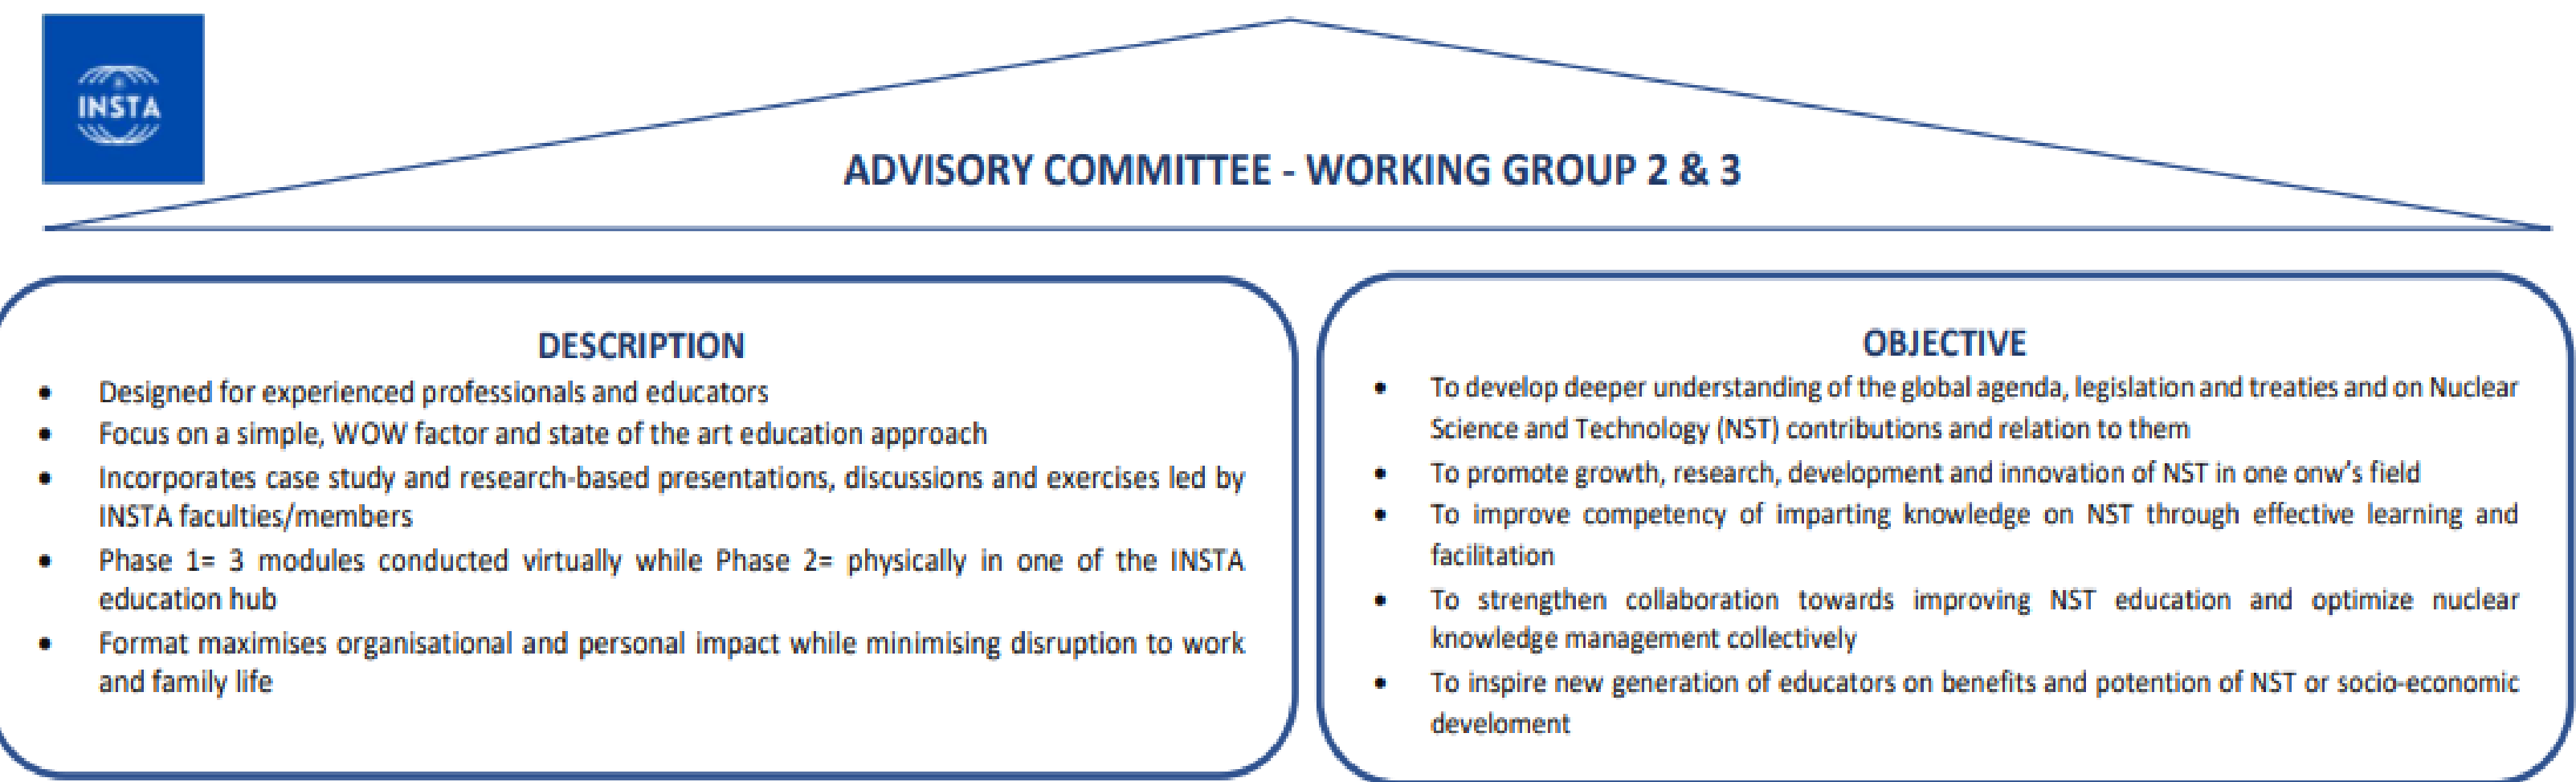 INSTA
ADVISORY COMMITTEE - WORKING GROUP 2 & 3
DESCRIPTION
• Designed for experienced professionals and educators
• Focus on a simple, WOW factor and state of the art education approach
• Incorporates case study and research-based presentations, discussions and exercises led by
INSTA faculties/members
• Phase 1= 3 modules conducted virtually while Phase 2= physically in one of the INSTA
education hub
• Format maximises organisational and personal impact while minimising disruption to work
and family life
OBJECTIVE
• To develop deeper understanding of the global agenda, legislation and treaties and on Nuclear
Science and Technology (NST) contributions and relation to them
• To promote growth, research, development and innovation of NST in one onw's field
• To improve competency of imparting knowledge on NST through effective learning and
facilitation
• To strengthen collaboration towards improving NST education and optimize nuclear
knowledge management collectively
• To inspire new generation of educators on benefits and potention of NST or socio-economic
develoment